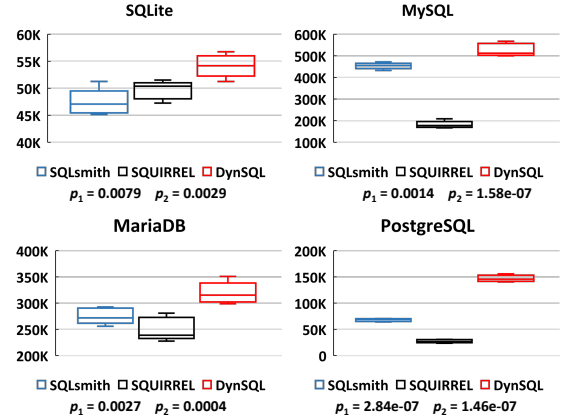 SQLite
60K
55K
50K
45K
40K
SQLsmith SQUIRREL DynSQL
p1 = 0.0079 p2 = 0.0029
MySQL
600K
500K
400K
300K
200K
100K
SQLsmith SQUIRREL DynSQL
p1 = 0.0014 p2 = 1.58e-07
MariaDB
400K
350K
300K
250K
200K
SQLsmith SQUIRREL DynSQL
p1 = 0.0027 p2 = 0.0004
PostgreSQL
200K
150K
100K
50K
0
SQLsmith SQUIRREL DynSQL
p1 = 2.84e-07 p2 = 1.46e-07